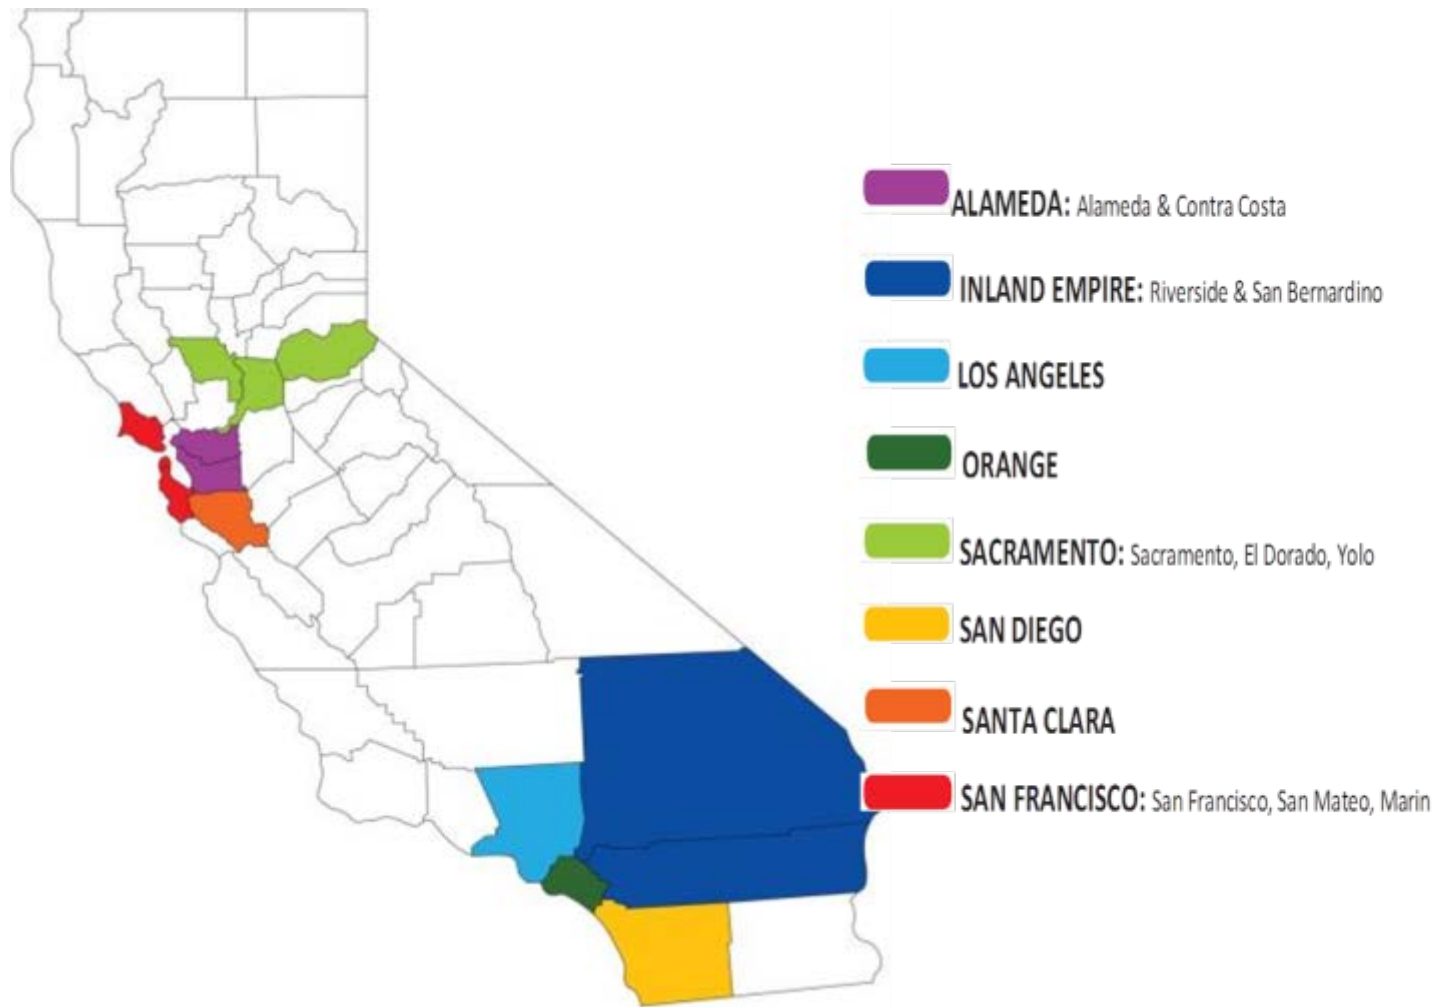 ALAMEDA: Alameda & Contra Costa
INLAND EMPIRE: Riverside & San Bernardino
LOS ANGELES
ORANGE
SACRAMENTO: Sacramento, El Dorado, Yolo
SAN DIEGO
SANTA CLARA
SAN FRANCISCO: San Francisco, San Mateo, Marin